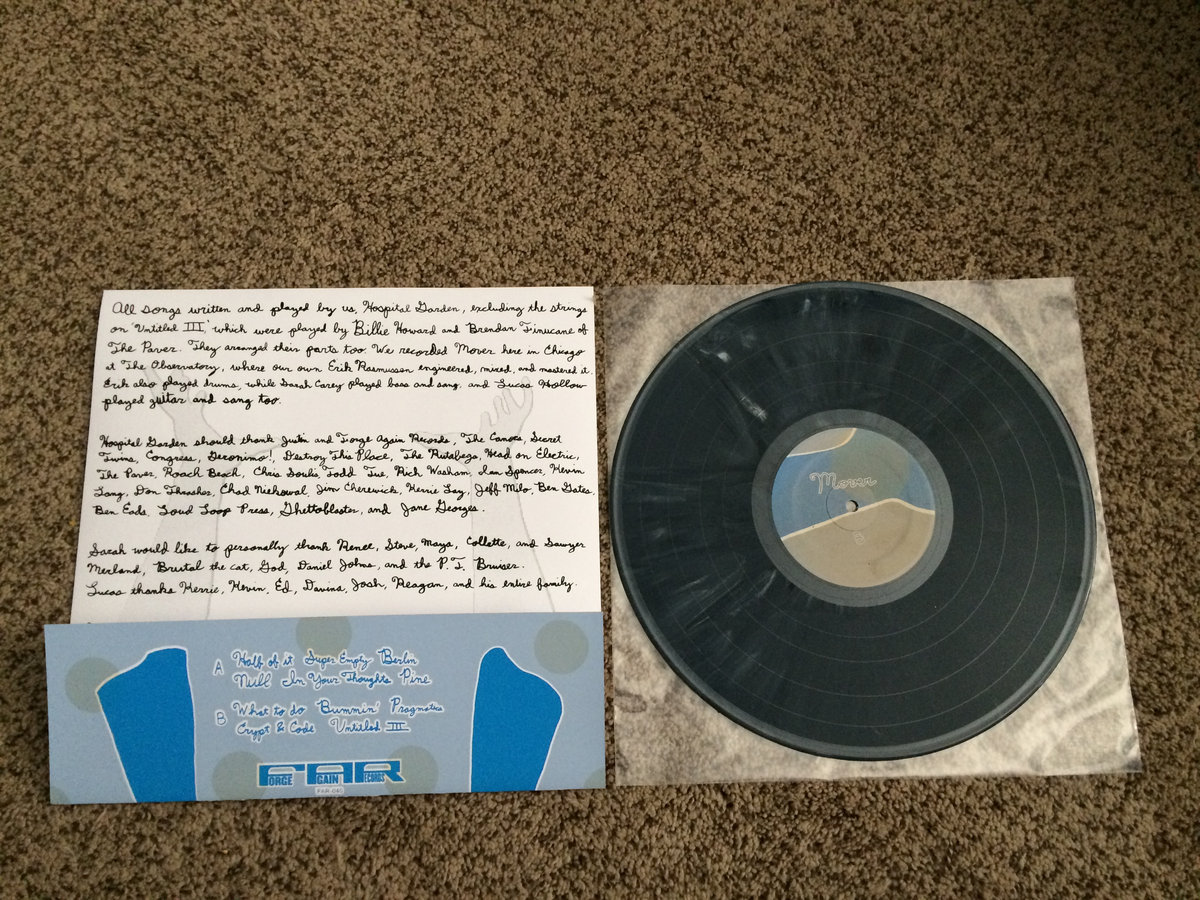 All songs written and played by us, Hospital Garden, excluding the strings
on "Untitled III," which were played by Billie Howard and Brendan Finucane of
The Paver. They arranged their parts too. We recorded Mover here in Chicago
at The Observatory, where our own Erik Rasmussen engineered, mixed, and mastered it.
Erik also played drums, while Sarah Carey played bass and sang, and Lucas Hollow
played guitar and sang too.
Hospital Garden should thank Justin and Forge Again Records, The Canoes, Secret
Twins, Congress, Geronimo!, Destroy This Place, The Rutabega, Head on Electric,
The Paver, Roach Beach, Chris Soulis, Todd Tue, Rich Washam, Ian Spencer, Kevin
Lang, Don Thrasher, Chad Niehowal, Jim Cherewick, Kerrie Lay, Jeff Milo, Ben Gates,
Ben Eads, Loud Loop Press, Ghettoblaster, and Jane Georges.
Sarah would like to personally thank Renee, Steve, Maya, Collette, and Sawyer
Merland, Brutal the cat, God, Daniel Johns, and the P.T. Bruiser.
Lucas thanks Kerrie, Kevin, Ed, Davina, Josh, Reagan, and his entire family.
A Half of it Super Empty Berlin
Null In Your Thoughts Pine
B What to do Bummin' Pragmatics
Crypt & Code Untitled III
FORGE AGAIN RECORDS
FAR-040
Mover